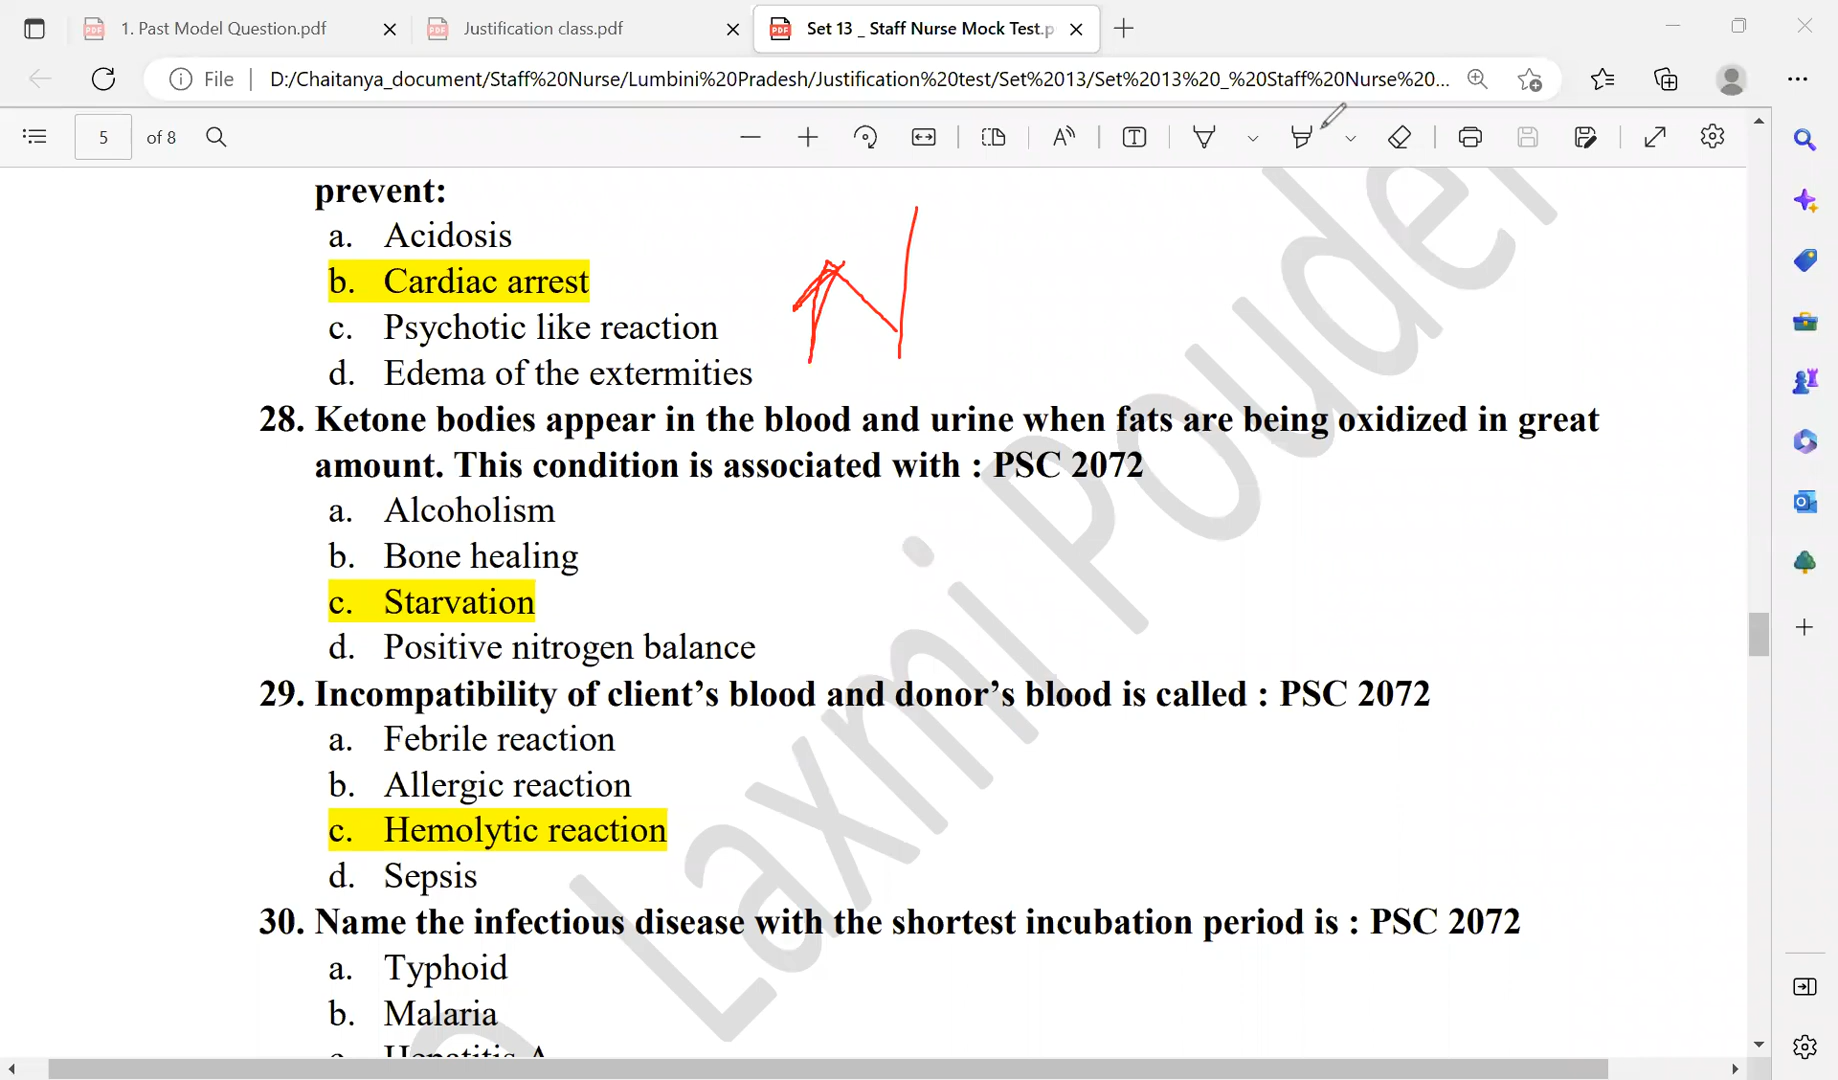 1. Past Model Question.pdf
Justification class.pdf
Set 13 _ Staff Nurse Mock Test.p
File
D:/Chaitanya_document/Staff%20Nurse/Lumbini%20Pradesh/Justification%20test/Set%2013/Set%2013%20_%20Staff%20Nurse%20...
5 of 8
prevent:
a. Acidosis
b. Cardiac arrest
c. Psychotic like reaction
d. Edema of the extermities
28. Ketone bodies appear in the blood and urine when fats are being oxidized in great
amount. This condition is associated with : PSC 2072
a. Alcoholism
b. Bone healing
c. Starvation
d. Positive nitrogen balance
29. Incompatibility of client’s blood and donor’s blood is called : PSC 2072
a. Febrile reaction
b. Allergic reaction
c. Hemolytic reaction
d. Sepsis
30. Name the infectious disease with the shortest incubation period is : PSC 2072
a. Typhoid
b. Malaria
c. Hepatitis A
Laxmi Poudel